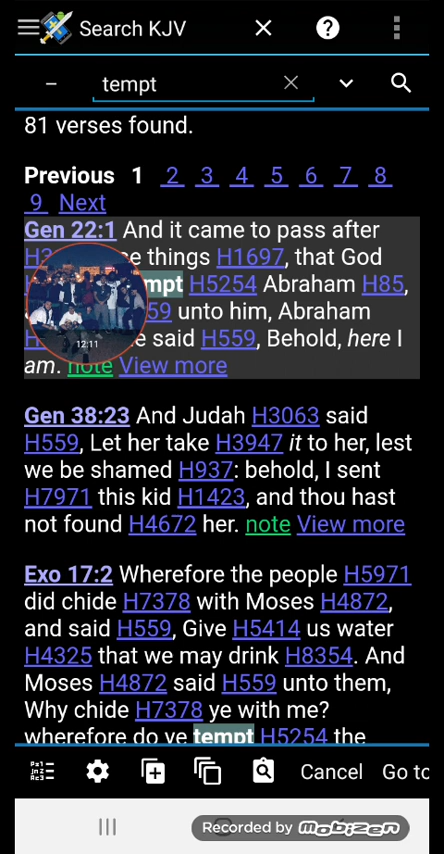 Search KJV
tempt
81 verses found.
Previous 1 2 3 4 5 6 7 8
9 Next
Gen 22:1 And it came to pass after
se things H1697, that God
mpt H5254 Abraham H85,
59 unto him, Abraham
e said H559, Behold, here I
am. note View more
12:11
Gen 38:23 And Judah H3063 said
H559, Let her take H3947 it to her, lest
we be shamed H937: behold, I sent
H7971 this kid H1423, and thou hast
not found H4672 her. note View more
Exo 17:2 Wherefore the people H5971
did chide H7378 with Moses H4872,
and said H559, Give H5414 us water
H4325 that we may drink H8354. And
Moses H4872 said H559 unto them,
Why chide H7378 ye with me?
wherefore do ye tempt H5254 the
Cancel Go to
Recorded by Mobizen